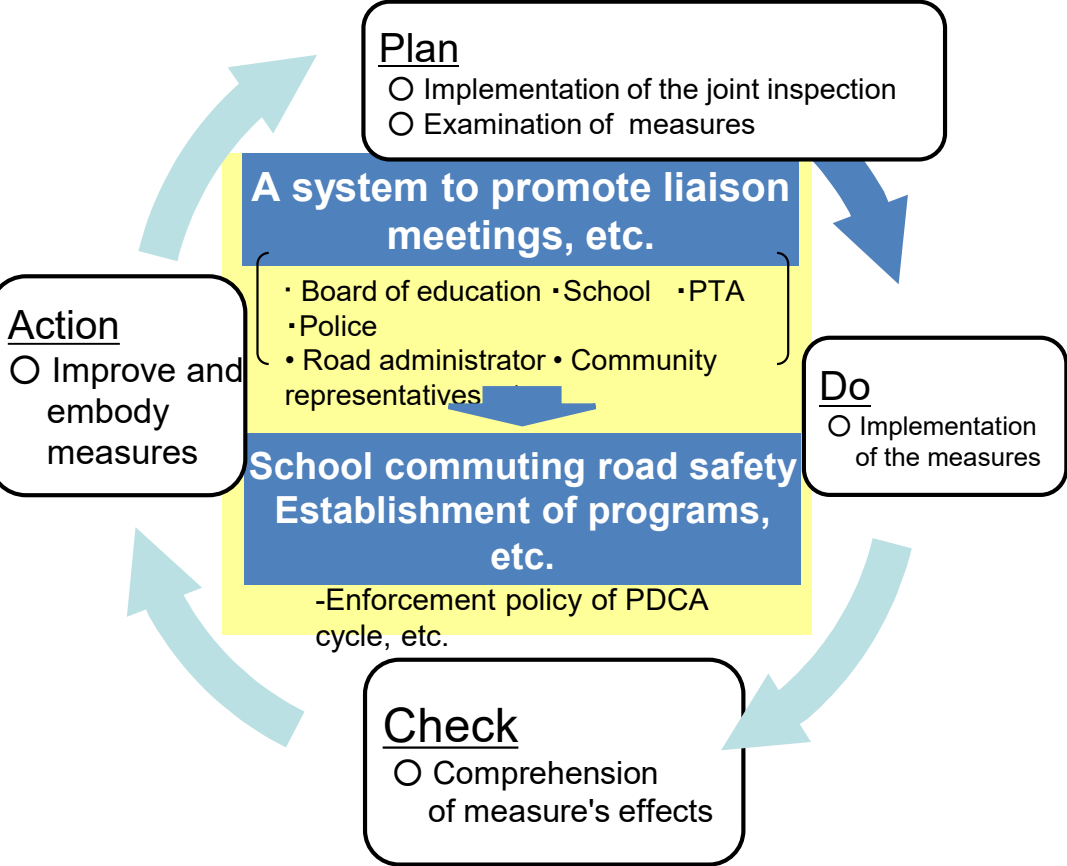 Plan
○ Implementation of the joint inspection
○ Examination of measures
A system to promote liaison
meetings, etc.
・Board of education ・School ・PTA
・Police
• Road administrator • Community
representatives
School commuting road safety
Establishment of programs,
etc.
-Enforcement policy of PDCA
cycle, etc.
Do
○ Implementation
of the measures
Check
○ Comprehension
of measure's effects
Action
○ Improve and
embody
measures